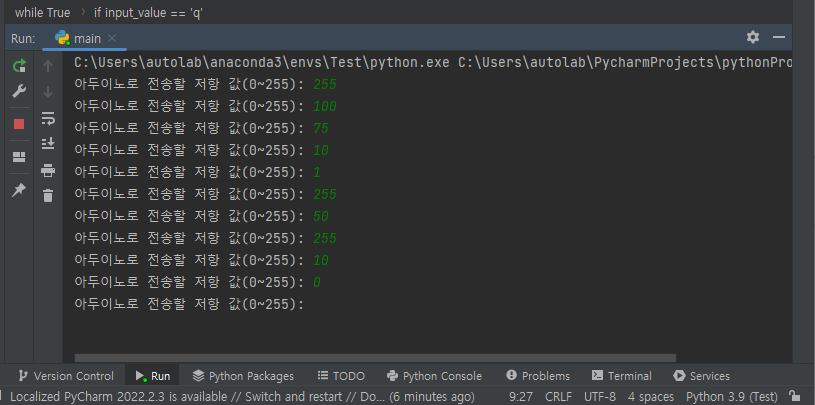 while True > if input_value == 'q'
Run: main ×
C:\Users\autolab\anaconda3\envs\Test\python.exe C:\Users\autolab\PycharmProjects\pythonPro
아두이노로 전송할 저항 값(0~255): 255
아두이노로 전송할 저항 값(0~255): 100
아두이노로 전송할 저항 값(0~255): 75
아두이노로 전송할 저항 값(0~255): 10
아두이노로 전송할 저항 값(0~255): 1
아두이노로 전송할 저항 값(0~255): 255
아두이노로 전송할 저항 값(0~255): 50
아두이노로 전송할 저항 값(0~255): 255
아두이노로 전송할 저항 값(0~255): 10
아두이노로 전송할 저항 값(0~255): 0
아두이노로 전송할 저항 값(0~255):
Version Control Run Python Packages TODO Python Console Problems Terminal Services
Localized PyCharm 2022.2.3 is available // Switch and restart // Do... (6 minutes ago) 9:27 CRLF UTF-8 4 spaces Python 3.9 (Test)